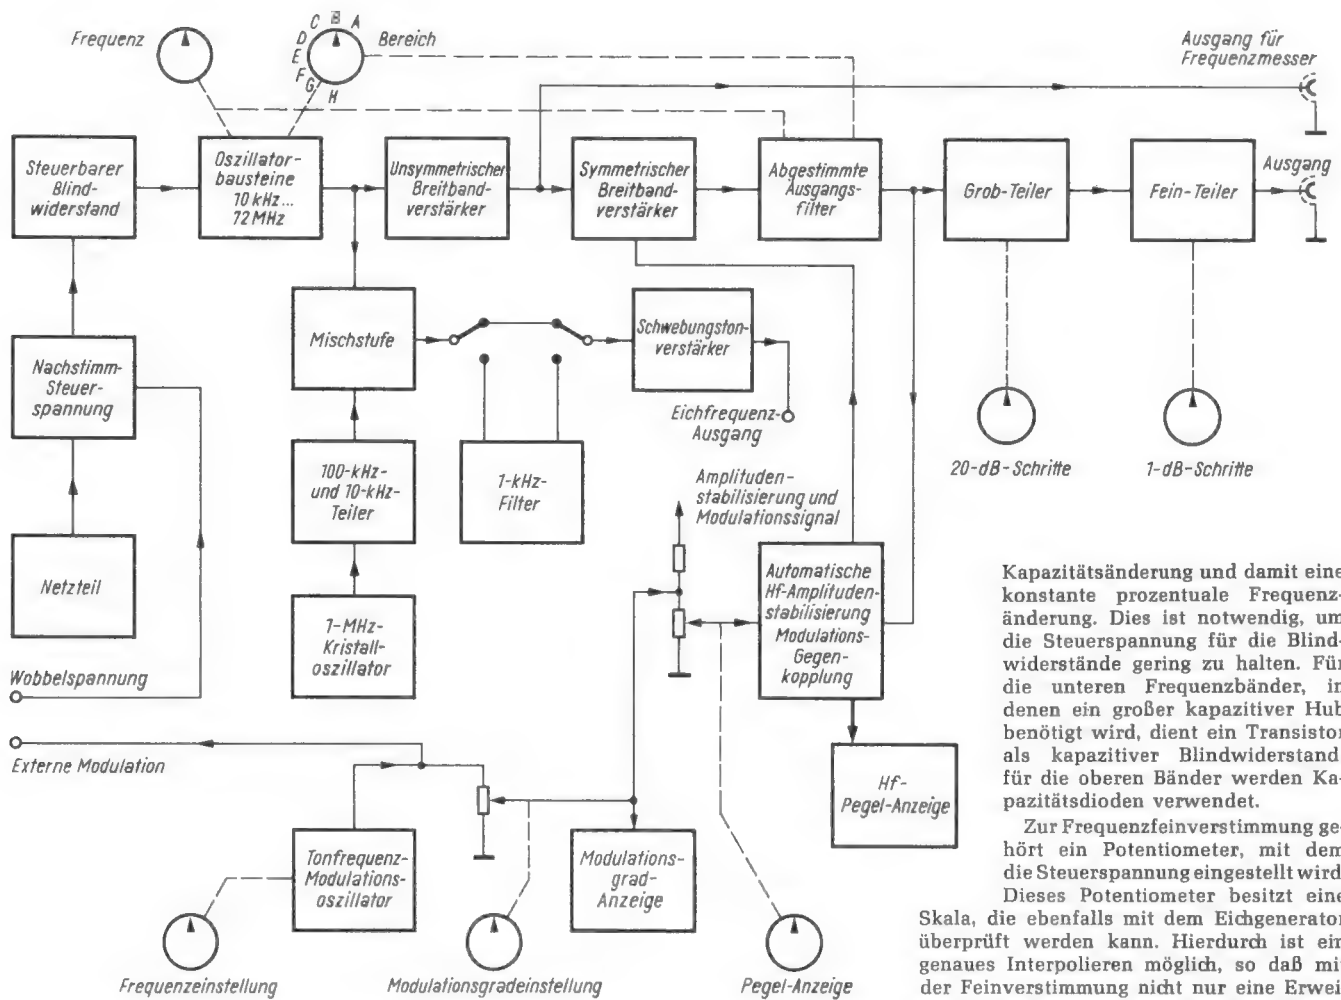 Frequenz
C
B
A
D
E
F
G
H
Bereich
Ausgang für
Frequenzmesser
Steuerbarer
Blind-
widerstand
Oszillator-
bausteine
10 kHz...
72 MHz
Unsymmetrischer
Breitband-
verstärker
Symmetrischer
Breitband-
verstärker
Abgestimmte
Ausgangs-
filter
Grob-Teiler
Fein-Teiler
Ausgang
Nachstimm-
Steuer-
spannung
Mischstufe
Schwebungston-
verstärker
Eichfrequenz-
Ausgang
20-dB-Schritte
1-dB-Schritte
100-kHz-
und 10-kHz-
Teiler
1-kHz-
Filter
Amplituden-
stabilisierung und
Modulationssignal
Netzteil
1-MHz-
Kristall-
oszillator
Automatische
Hf-Amplituden-
stabilisierung
Modulations-
Gegen-
kopplung
Wobbelspannung
Externe Modulation
Hf-
Pegel-Anzeige
Tonfrequenz-
Modulations-
oszillator
Modulations-
grad-
Anzeige
Frequenzeinstellung
Modulationsgradeinstellung
Pegel-Anzeige
Kapazitätsänderung und damit eine
konstante prozentuale Frequenz-
änderung. Dies ist notwendig, um
die Steuerspannung für die Blind-
widerstände gering zu halten. Für
die unteren Frequenzbänder, in
denen ein großer kapazitiver Hub
benötigt wird, dient ein Transistor
als kapazitiver Blindwiderstand
für die oberen Bänder werden Ka-
pazitätsdioden verwendet.
Zur Frequenzfeinverstimmung ge-
hört ein Potentiometer, mit dem
die Steuerspannung eingestellt wird
Dieses Potentiometer besitzt eine
Skala, die ebenfalls mit dem Eichgenerator
überprüft werden kann. Hierdurch ist ein
genaues Interpolieren möglich, so daß mi
der Feinverstimmung nicht nur eine Erwei